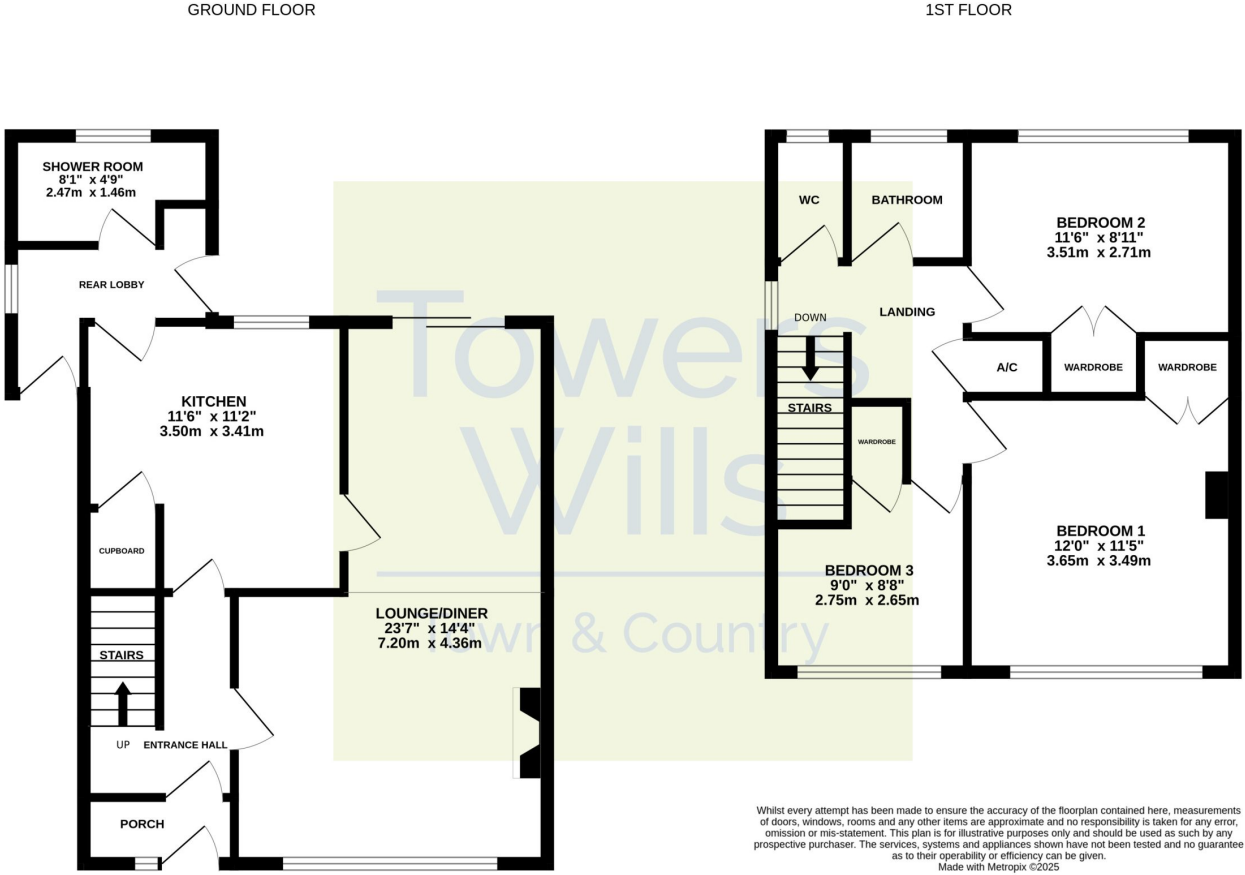 GROUND FLOOR
1ST FLOOR
SHOWER ROOM
8'1" x 4'9"
2.47m x 1.46m
REAR LOBBY
KITCHEN
11'6" x 11'2"
3.50m x 3.41m
CUPBOARD
STAIRS
UP
ENTRANCE HALL
PORCH
LOUNGE/DINER
23'7" x 14'4"
7.20m x 4.36m
WC
BATHROOM
BEDROOM 2
11'6" x 8'11"
3.51m x 2.71m
DOWN
LANDING
STAIRS
A/C
WARDROBE
WARDROBE
WARDROBE
BEDROOM 1
12'0" x 11'5"
3.65m x 3.49m
BEDROOM 3
9'0" x 8'8"
2.75m x 2.65m
Towers
Wills
Town & Country
Whilst every attempt has been made to ensure the accuracy of the floorplan contained here, measurements
of doors, windows, rooms and any other items are approximate and no responsibility is taken for any error,
omission or mis-statement. This plan is for illustrative purposes only and should be used as such by any
prospective purchaser. The services, systems and appliances shown have not been tested and no guarantee
as to their operability or efficiency can be given.
Made with Metropix ©2025